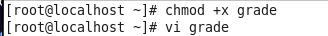 [root@localhost ~]# chmod +x grade
[root@localhost ~]# vi grade